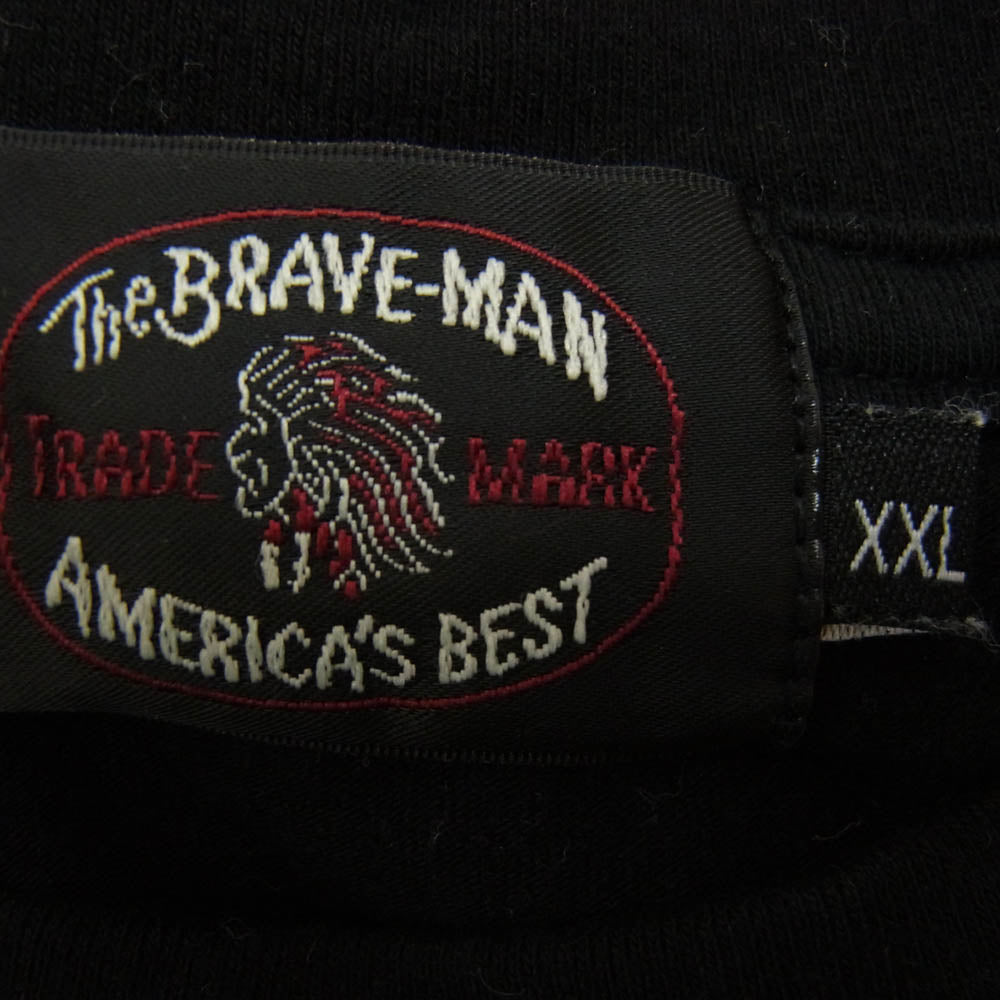 The BRAVE-MAN
TRADE MARK
AMERICA'S BEST
XXL